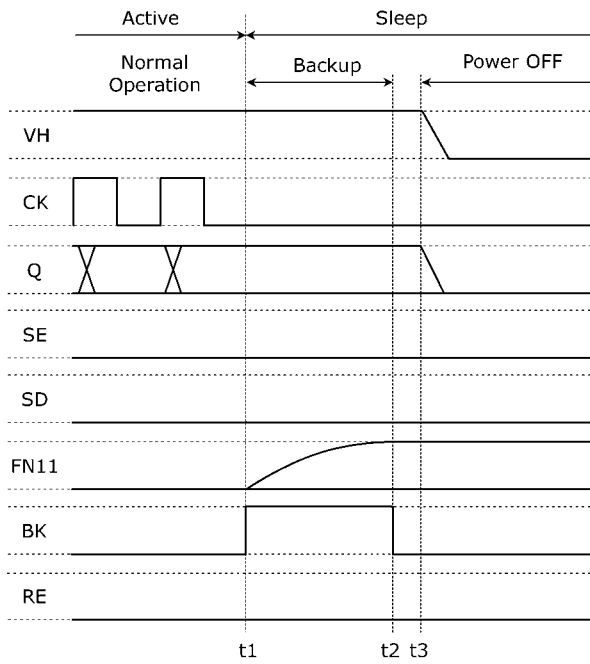 Active Sleep
Normal Operation
Backup
Power OFF
VH
CK
Q
SE
SD
FN11
BK
RE
t1 t2 t3